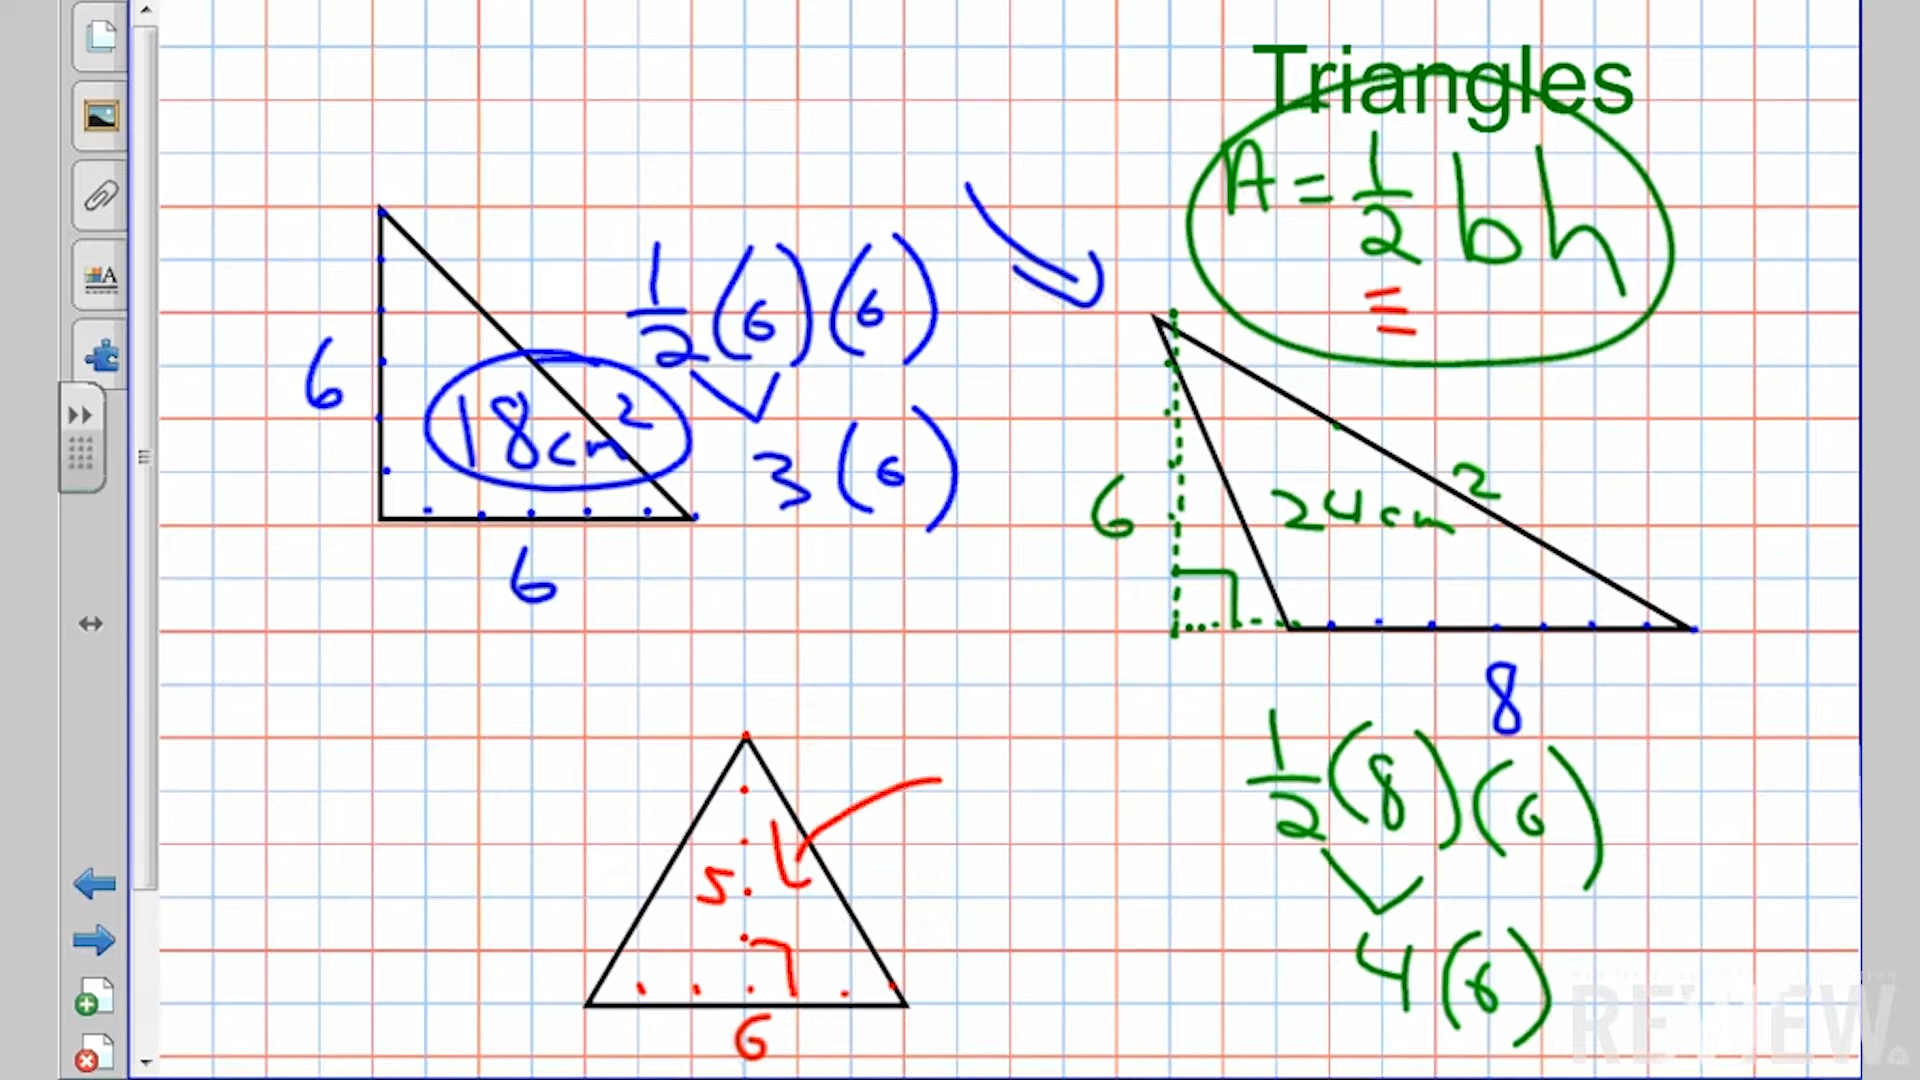 Triangles
A = 1/2 bh
6
1/2 (6)(6)
18cm²
3 (6)
6
6
24cm²
8
1/2 (8)(6)
4 (6)
5
6
REVIEW